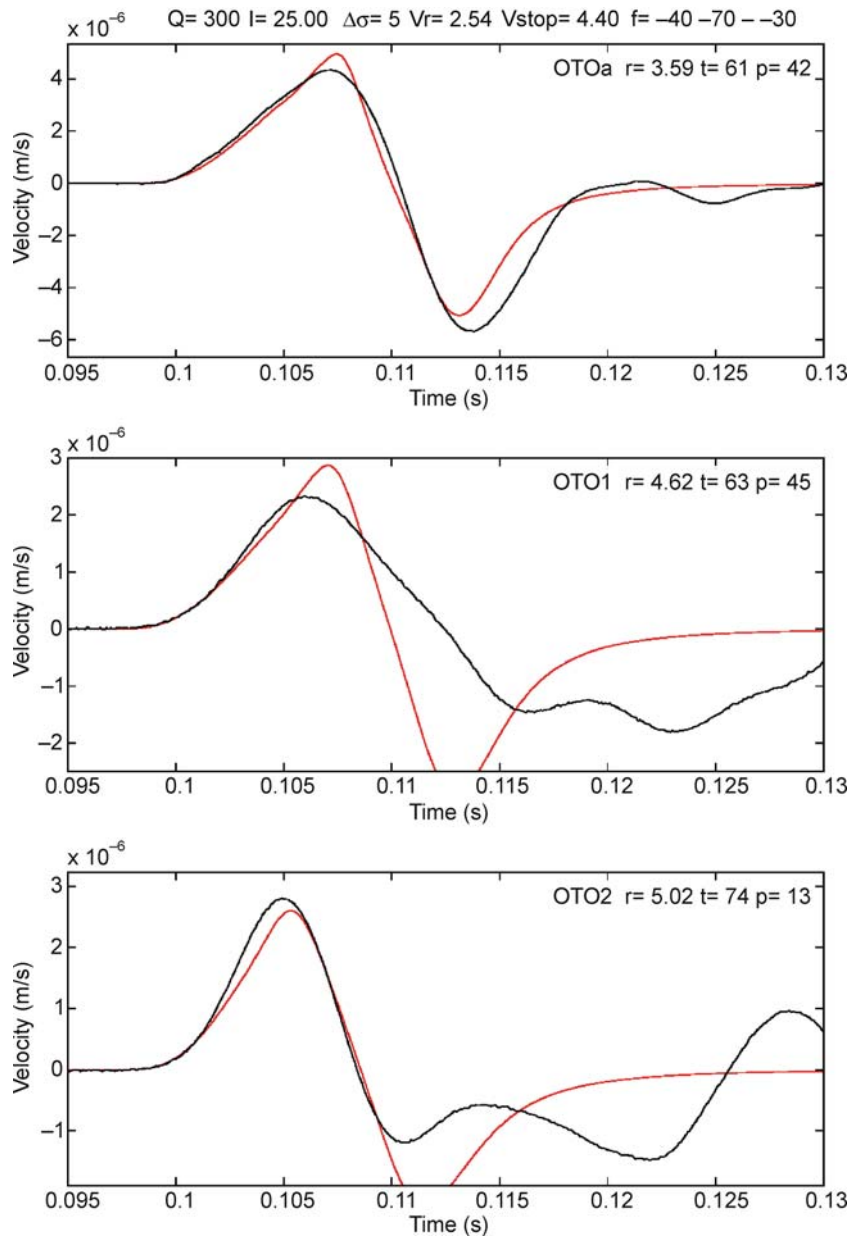 Q= 300 I= 25.00 Δσ= 5 Vr= 2.54 Vstop= 4.40 f= –40 –70 – –30
x 10⁻⁶
OTOa r= 3.59 t= 61 p= 42
4
2
0
–2
–4
–6
Velocity (m/s)
0.095 0.1 0.105 0.11 0.115 0.12 0.125 0.13
Time (s)
x 10⁻⁶
3
OTO1 r= 4.62 t= 63 p= 45
2
1
0
–1
–2
Velocity (m/s)
0.095 0.1 0.105 0.11 0.115 0.12 0.125 0.13
Time (s)
x 10⁻⁶
3
OTO2 r= 5.02 t= 74 p= 13
2
1
0
–1
Velocity (m/s)
0.095 0.1 0.105 0.11 0.115 0.12 0.125 0.13
Time (s)